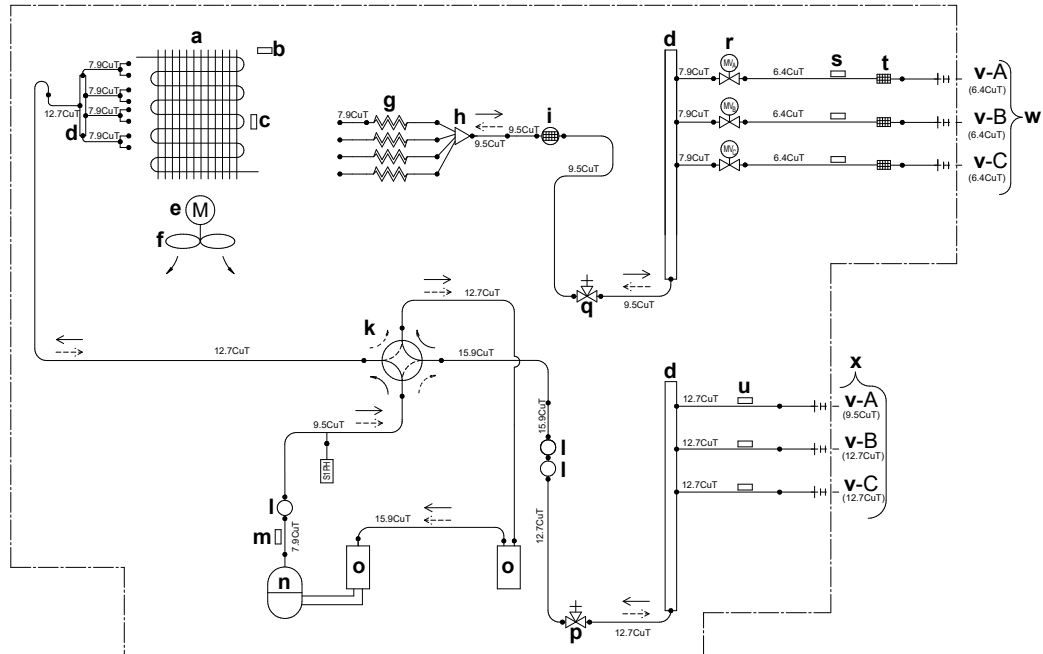 a
b
7.9CuT
7.9CuT
7.9CuT
7.9CuT
12.7CuT
d
c
e M
f
g
7.9CuT
h
9.5CuT
9.5CuT
i
9.5CuT
d
r
s
t
7.9CuT
MVA
6.4CuT
v-A
(6.4CuT)
7.9CuT
MVB
6.4CuT
v-B
(6.4CuT)
w
7.9CuT
MVC
6.4CuT
v-C
(6.4CuT)
q
9.5CuT
12.7CuT
k
12.7CuT
15.9CuT
15.9CuT
9.5CuT
S1PH
l
l
l
m
7.9CuT
n
15.9CuT
o
o
12.7CuT
p
12.7CuT
d
u
x
12.7CuT
v-A
(9.5CuT)
12.7CuT
v-B
(12.7CuT)
12.7CuT
v-C
(12.7CuT)